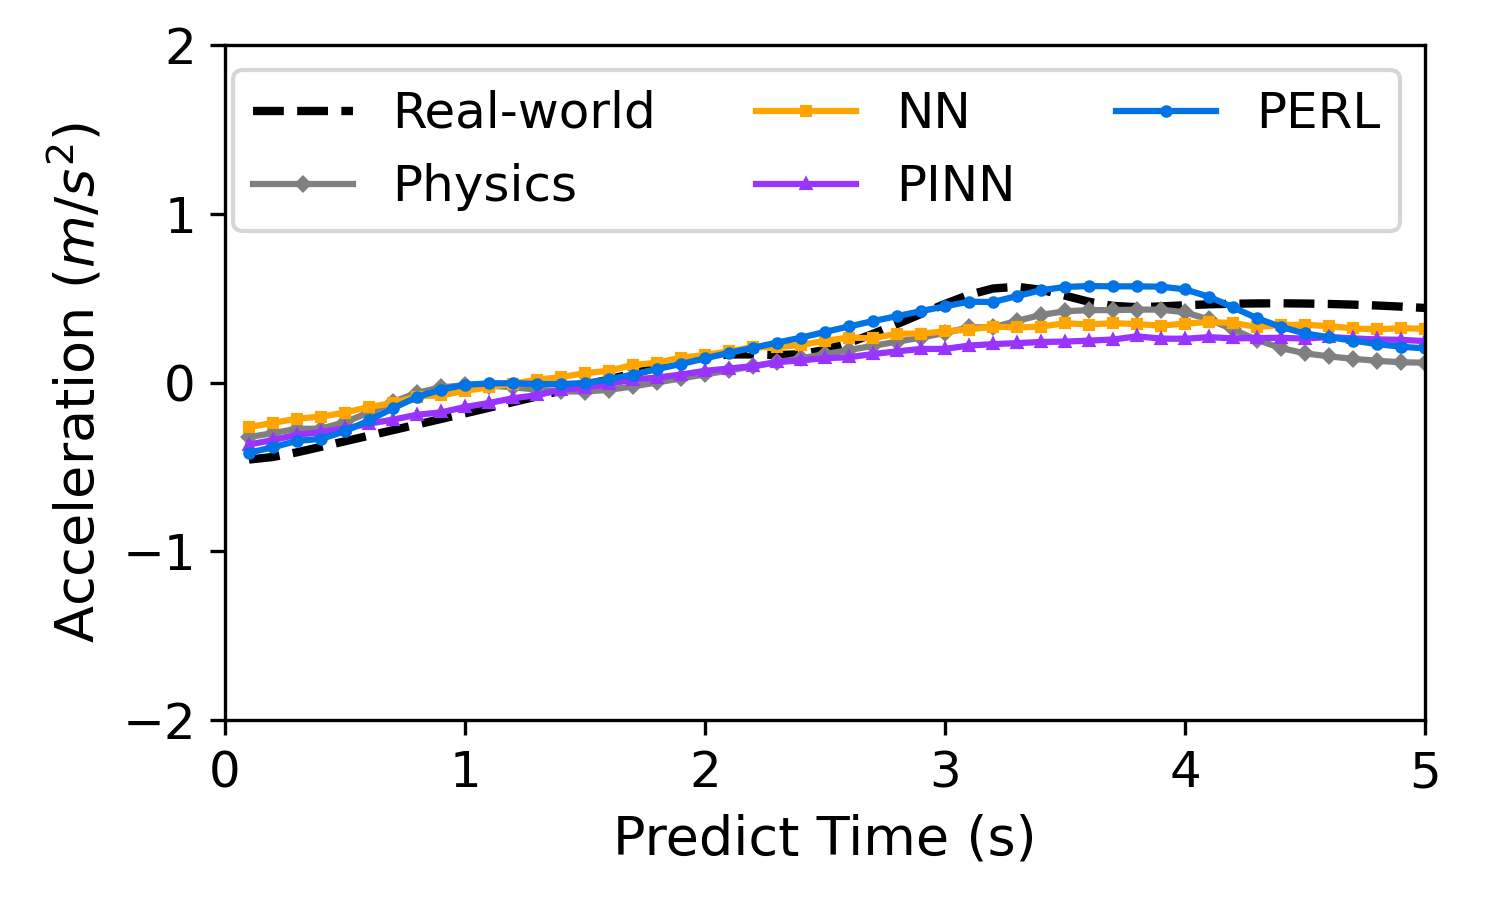 2
1
0
−1
−2
Acceleration (m/s²)
Real-world
Physics
NN
PINN
PERL
0 1 2 3 4 5
Predict Time (s)